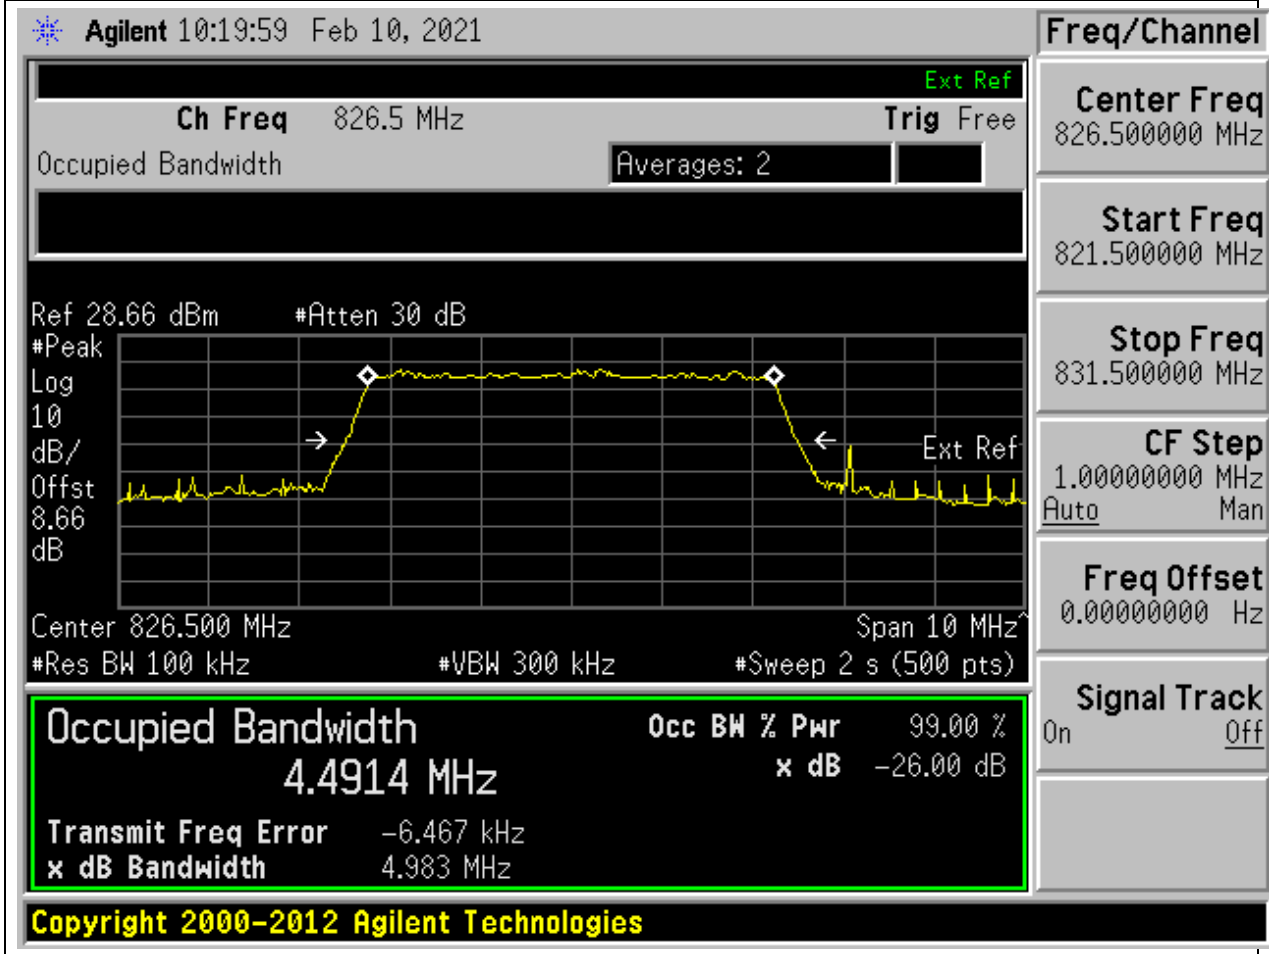 Agilent 10:19:59 Feb 10, 2021
Freq/Channel
Ext Ref
Ch Freq 826.5 MHz Trig Free
Occupied Bandwidth Averages: 2
Center Freq
826.500000 MHz
Start Freq
821.500000 MHz
Stop Freq
831.500000 MHz
CF Step
1.00000000 MHz
Auto Man
Freq Offset
0.00000000 Hz
Signal Track
On Off
Ref 28.66 dBm #Atten 30 dB
#Peak
Log
10
dB/
Offst
8.66
dB
Ext Ref
Center 826.500 MHz Span 10 MHz^
#Res BW 100 kHz #VBW 300 kHz #Sweep 2 s (500 pts)
Occupied Bandwidth Occ BW % Pwr 99.00 %
4.4914 MHz x dB -26.00 dB
Transmit Freq Error -6.467 kHz
x dB Bandwidth 4.983 MHz
Copyright 2000-2012 Agilent Technologies